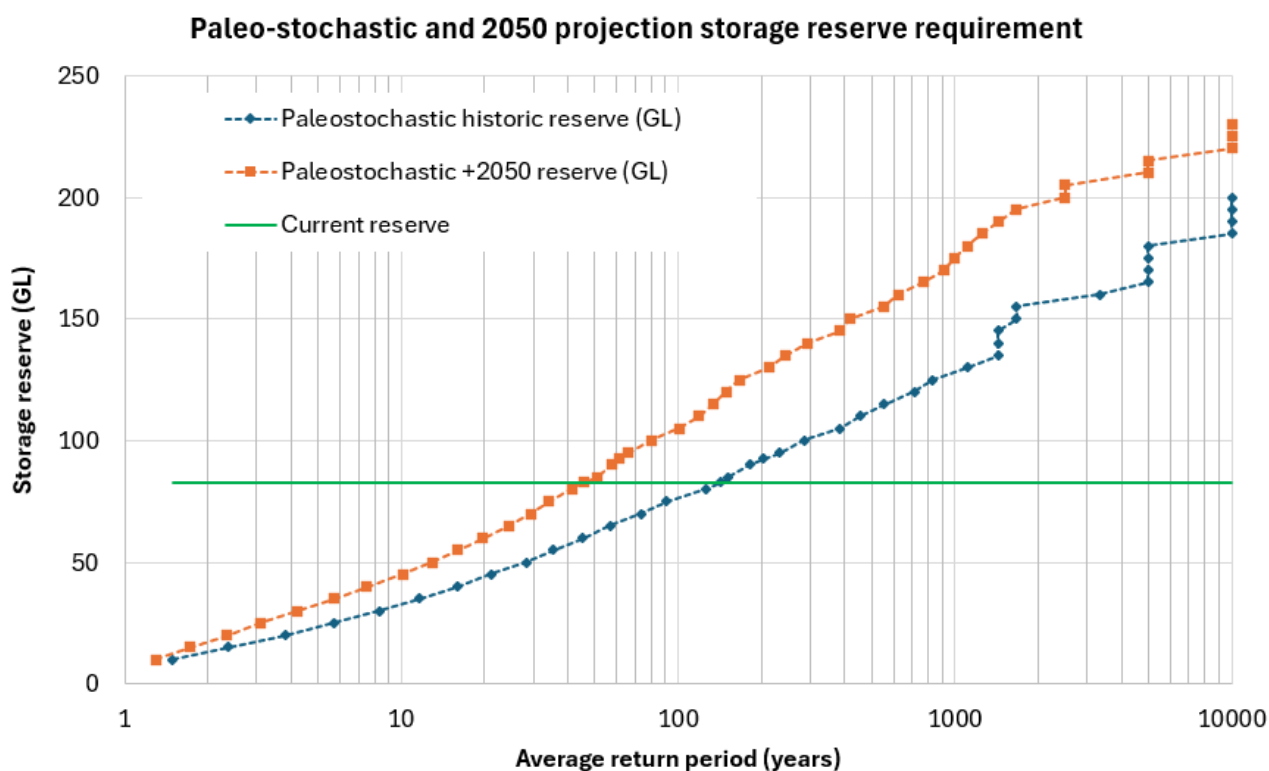 Paleo-stochastic and 2050 projection storage reserve requirement
250
200
150
100
50
0
Storage reserve (GL)
Paleostochastic historic reserve (GL)
Paleostochastic +2050 reserve (GL)
Current reserve
1
10
100
1000
10000
Average return period (years)